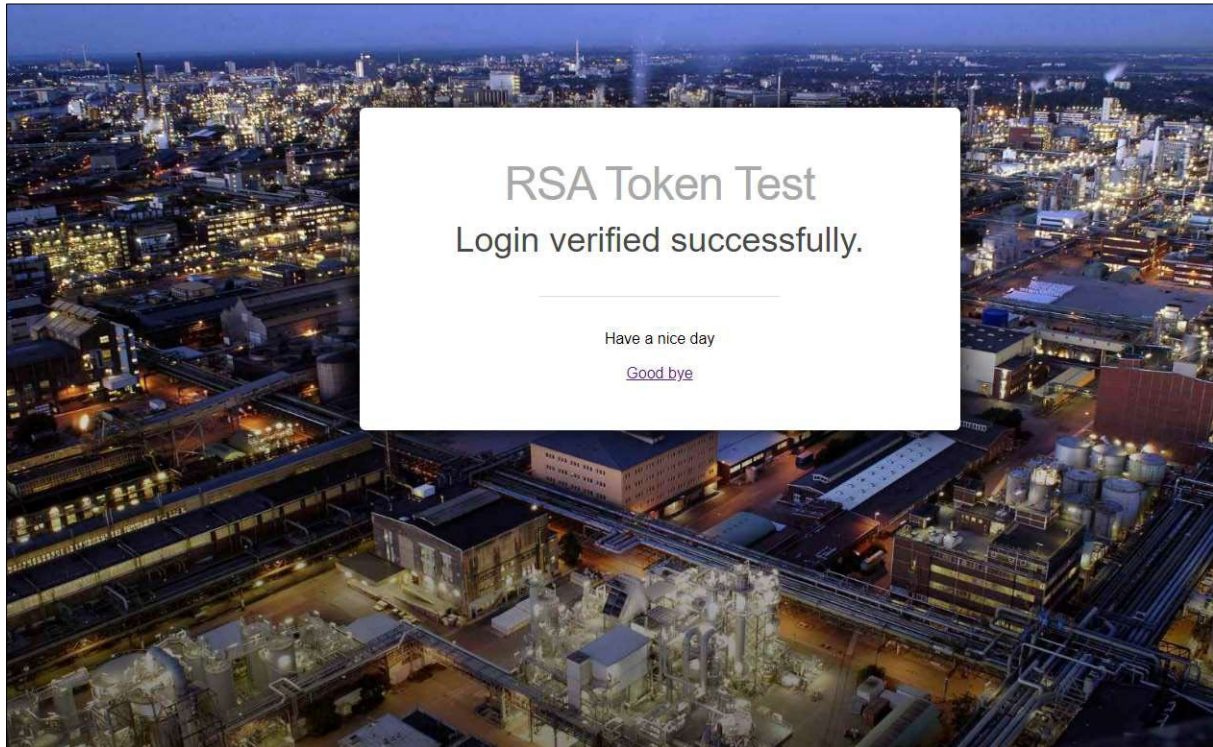 RSA Token Test
Login verified successfully.
Have a nice day
Good bye